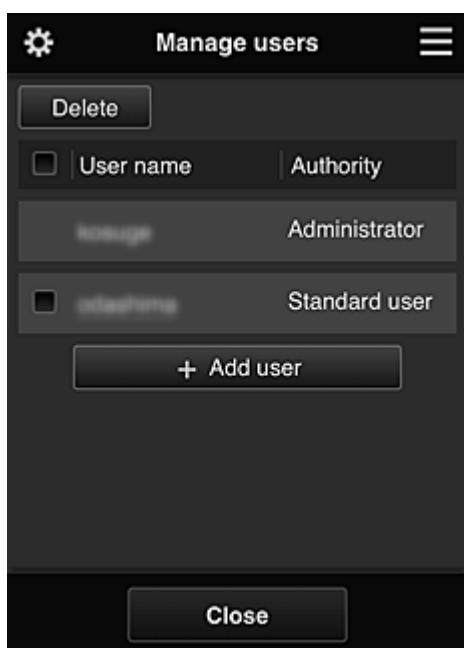 Manage users
Delete
User name Authority
Administrator
Standard user
+ Add user
Close